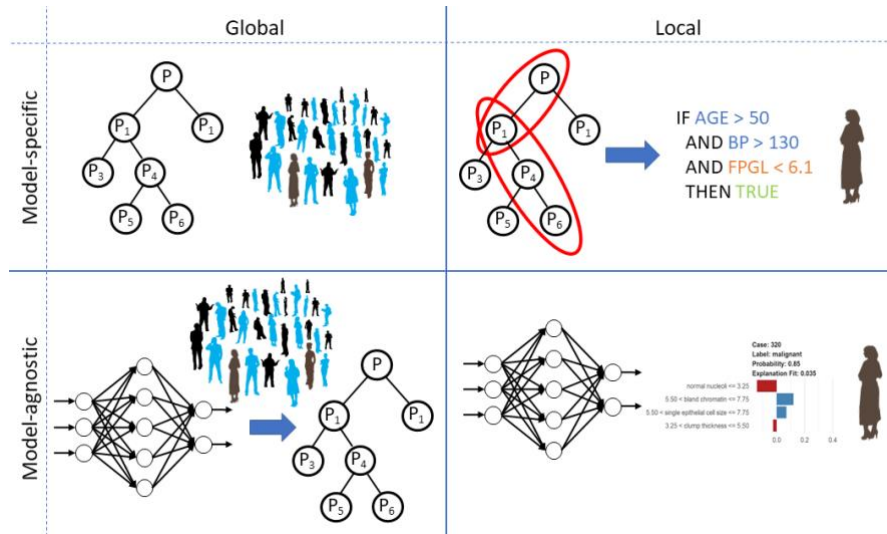 Global
Local
Model-specific
P
P₁ P₁
P₃ P₄
P₅ P₆
P
P₁ P₁
P₃ P₄
P₅ P₆
IF AGE > 50
AND BP > 130
AND FPGL < 6.1
THEN TRUE
Model-agnostic
P
P₁ P₁
P₃ P₄
P₅ P₆
Case: 320
Label: malignant
Probability: 0.65
Explanation Fit: 0.035
normal nucleoli <= 3.25
5.50 < bland chromatin <= 7.75
5.50 < single epithelial cell size <= 7.75
3.25 < clump thickness <= 5.50
0.0 0.2 0.4